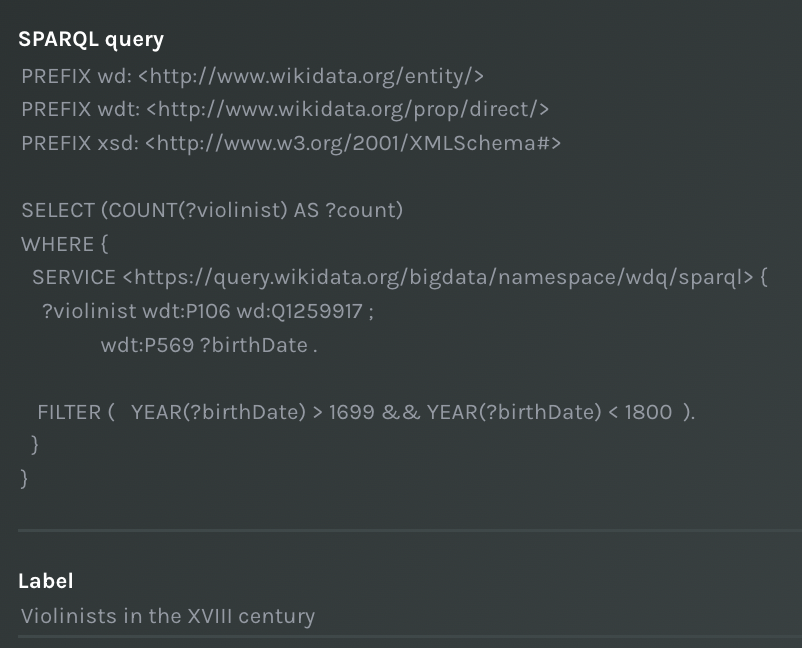 SPARQL query
PREFIX wd: <http://www.wikidata.org/entity/>
PREFIX wdt: <http://www.wikidata.org/prop/direct/>
PREFIX xsd: <http://www.w3.org/2001/XMLSchema#>
SELECT (COUNT(?violinist) AS ?count)
WHERE {
SERVICE <https://query.wikidata.org/bigdata/namespace/wdq/sparql> {
?violinist wdt:P106 wd:Q1259917 ;
wdt:P569 ?birthDate .
FILTER ( YEAR(?birthDate) > 1699 && YEAR(?birthDate) < 1800 ).
}
}
Label
Violinists in the XVIII century